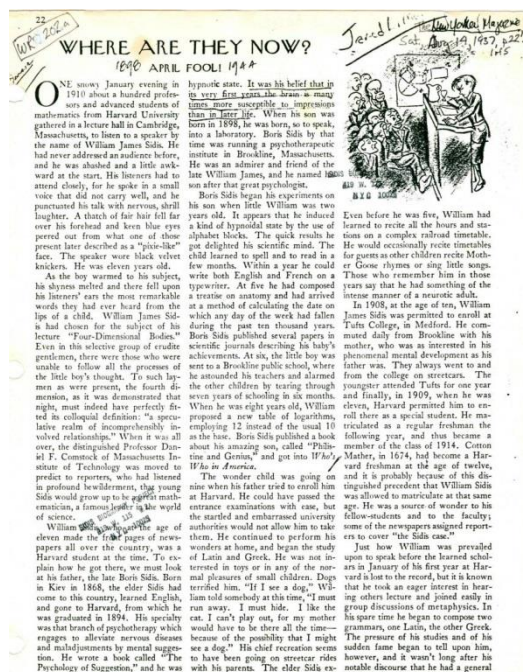 22
WRC 202a
Jared L
The New Yorker Magazine
Sat, Aug 14, 1937, p22
WHERE ARE THEY NOW?
1898 APRIL FOOL! 1944
ONE snowy January evening in
1910 about a hundred profes-
sors and advanced students of
mathematics from Harvard University
gathered in a lecture hall in Cambridge,
Massachusetts, to listen to a speaker by
the name of William James Sidis. He
had never addressed an audience before,
and he was abashed and a little awk-
ward at the start. His listeners had to
attend closely, for he spoke in a small
voice that did not carry well, and he
punctuated his talk with nervous, shrill
laughter. A thatch of fair hair fell far
over his forehead and keen blue eyes
peered out from what one of those
present later described as a "pixie-like"
face. The speaker wore black velvet
knickers. He was eleven years old.
As the boy warmed to his subject,
his shyness melted and there fell upon
his listeners' ears the most remarkable
words they had ever heard from the
lips of a child. William James Sid-
is had chosen for the subject of his
lecture "Four-Dimensional Bodies."
Even in this selective group of erudite
gentlemen, there were those who were
unable to follow all the processes of
the little boy's thought. To such lay-
men as were present, the fourth di-
mension, as it was demonstrated that
night, must indeed have perfectly fit-
ted its colloquial definition: "a specu-
lative realm of incomprehensibly in-
volved relationships." When it was all
over, the distinguished Professor Dan-
iel F. Comstock of Massachusetts In-
stitute of Technology was moved to
predict to reporters, who had listened
in profound bewilderment, that young
Sidis would grow up to be a great math-
ematician, a famous leader in the world
of science.
William the age of
eleven made the front pages of news-
papers all over the country, was a
Harvard student at the time. To ex-
plain how he got there, we must look
at his father, the late Boris Sidis. Born
in Kiev in 1868, the elder Sidis had
come to this country, learned English,
and gone to Harvard, from which he
was graduated in 1894. His specialty
was that branch of psychotherapy which
engages to alleviate nervous diseases
and maladjustments by mental sugges-
tion. He wrote a book called "The
Psychology of Suggestion," and he was
hypnotic state. It was his belief that in
its very first years the brain is many
times more susceptible to impressions
than in later life. When his son was
born in 1898, he was born, so to speak,
into a laboratory. Boris Sidis by that
time was running a psychotherapeutic
institute in Brookline, Massachusetts.
He was an admirer and friend of the
late William James, and he named his
son after that great psychologist.
Boris Sidis began his experiments on
his son when little William was two
years old. It appears that he induced
a kind of hypnoidal state by the use of
alphabet blocks. The quick results he
got delighted his scientific mind. The
child learned to spell and to read in a
few months. Within a year he could
write both English and French on a
typewriter. At five he had composed
a treatise on anatomy and had arrived
at a method of calculating the date on
which any day of the week had fallen
during the past ten thousand years.
Boris Sidis published several papers in
scientific journals describing his baby's
achievements. At six, the little boy was
sent to a Brookline public school, where
he astounded his teachers and alarmed
the other children by tearing through
seven years of schooling in six months.
When he was eight years old, William
proposed a new table of logarithms,
employing 12 instead of the usual 10
as the base. Boris Sidis published a book
about his amazing son, called "Philis-
tine and Genius," and got into Who's
Who in America.
The wonder child was going on
nine when his father tried to enroll him
at Harvard. He could have passed the
entrance examinations with ease, but
the startled and embarrassed university
authorities would not allow him to take
them. He continued to perform his
wonders at home, and began the study
of Latin and Greek. He was not in-
terested in toys or in any of the nor-
mal pleasures of small children. Dogs
terrified him. "If I see a dog," Wil-
liam told somebody at this time, "I must
run away. I must hide. I like the
cat. I can't play out, for my mother
would have to be there all the time—
because of the possibility that I might
see a dog." His chief recreation seems
to have been going on streetcar rides
with his parents. The elder Sidis ex-
Even before he was five, William had
learned to recite all the hours and sta-
tions on a complex railroad timetable.
He would occasionally recite timetables
for guests as other children recite Moth-
er Goose rhymes or sing little songs.
Those who remember him in those
years say that he had something of the
intense manner of a neurotic adult.
In 1908, at the age of ten, William
James Sidis was permitted to enroll at
Tufts College, in Medford. He com-
muted daily from Brookline with his
mother, who was as interested in his
phenomenal mental development as his
father was. They always went to and
from the college on streetcars. The
youngster attended Tufts for one year
and finally, in 1909, when he was
eleven, Harvard permitted him to en-
roll there as a special student. He ma-
triculated as a regular freshman the
following year, and thus became a
member of the class of 1914. Cotton
Mather, in 1674, had become a Har-
vard freshman at the age of twelve,
and it is probably because of this dis-
tinguished precedent that William Sidis
was allowed to matriculate at that same
age. He was a source of wonder to his
fellow-students and to the faculty;
some of the newspapers assigned report-
ers to cover "the Sidis case."
Just how William was prevailed
upon to speak before the learned schol-
ars in January of his first year at Har-
vard is lost to the record, but it is known
that he took an eager interest in hear-
ing others lecture and joined easily in
group discussions of metaphysics. In
his spare time he began to compose two
grammars, one Latin, the other Greek.
The pressure of his studies and of his
sudden fame began to tell upon him,
however, and it wasn't long after his
notable discourse that he had a general